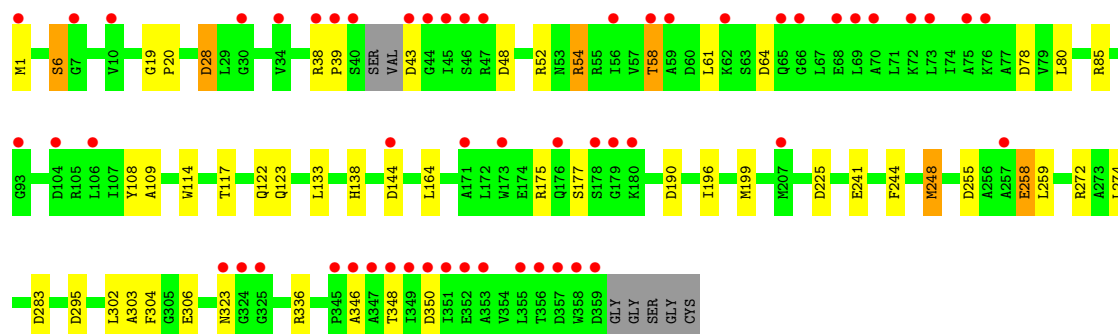 M1 S6 G7 V10 G19 P20 D28 L29 G30 V34 R38 P39 S40 SER VAL D43 G44 I45 S46 R47 D48 R52 N53 R54 R55 I56 V57 T58 A59 D60 L61 K62 S63 D64 Q65 G66 L67 E68 L69 A70 L71 K72 L73 I74 A75 K76 A77 D78 V79 L80 R85
G93 D104 R105 L106 I107 Y108 A109 W114 T117 Q122 Q123 L133 H138 D144 L164 A171 L172 W173 E174 R175 Q176 S177 S178 G179 K180 D190 I196 M199 M207 D225 E241 F244 M248 D255 A256 A257 E258 L259 R272 A273 L274
D283 D295 L302 A303 F304 G305 E306 N323 G324 G325 R336 P345 A346 A347 T348 I349 D350 I351 E352 A353 V354 L355 T356 D357 W358 D359 GLY GLY SER GLY CYS